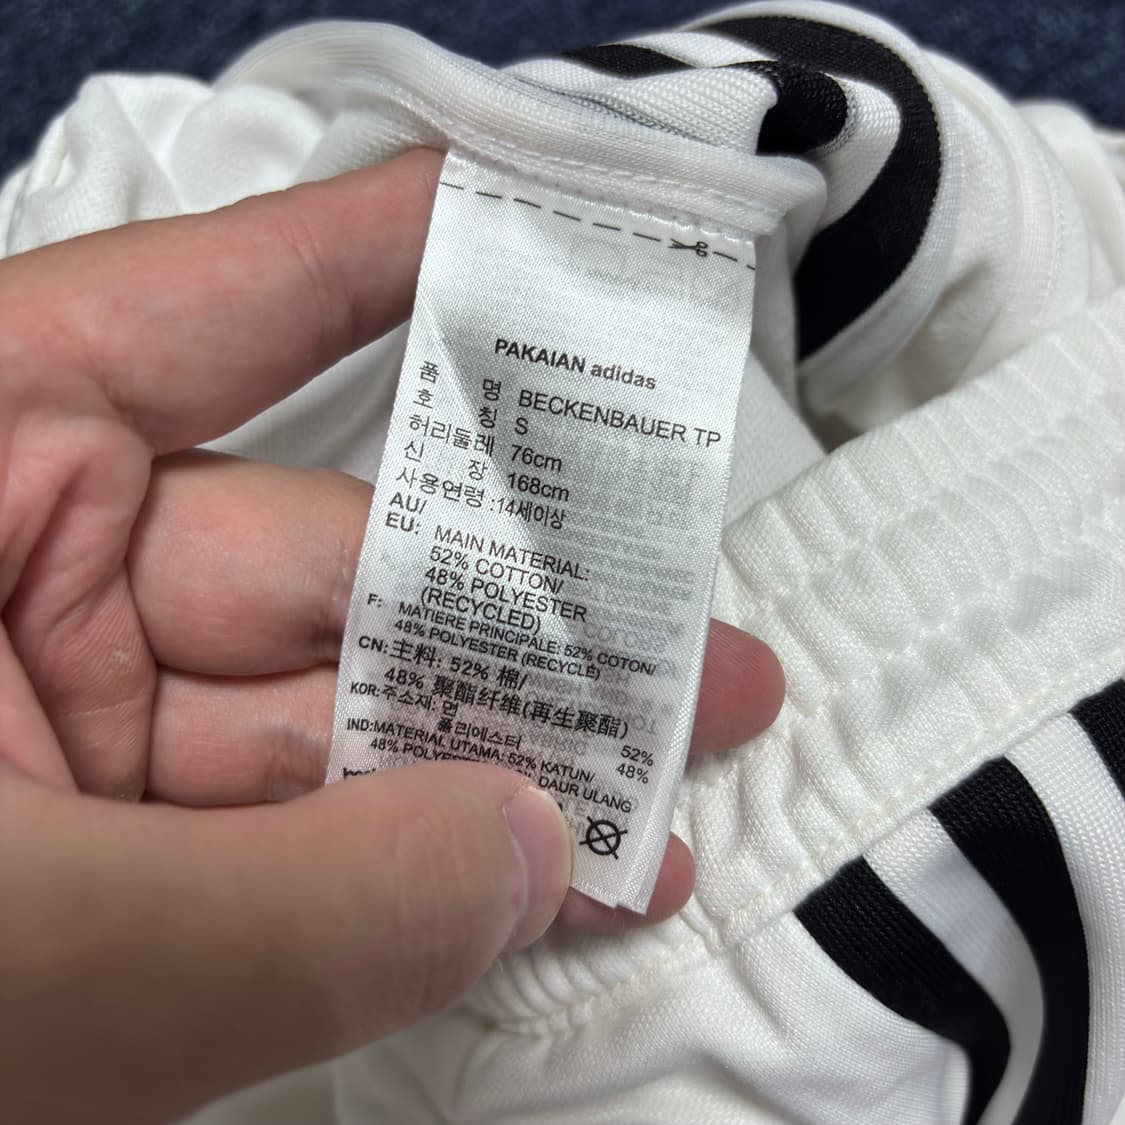 PAKAIAN adidas
품 명 BECKENBAUER TP
호 칭 S
허리둘레 76cm
신 장 168cm
사용연령 :14세이상
AU/
EU: MAIN MATERIAL:
52% COTTON/
48% POLYESTER
(RECYCLED)
F: MATIÈRE PRINCIPALE: 52% COTON/
48% POLYESTER (RECYCLÉ)
CN: 主料: 52% 棉/
48% 聚酯纤维(再生聚酯)
KOR: 주소재: 면 52%
폴리에스터 48%
IND:MATERIAL UTAMA: 52% KATUN/
48% DAUR ULANG